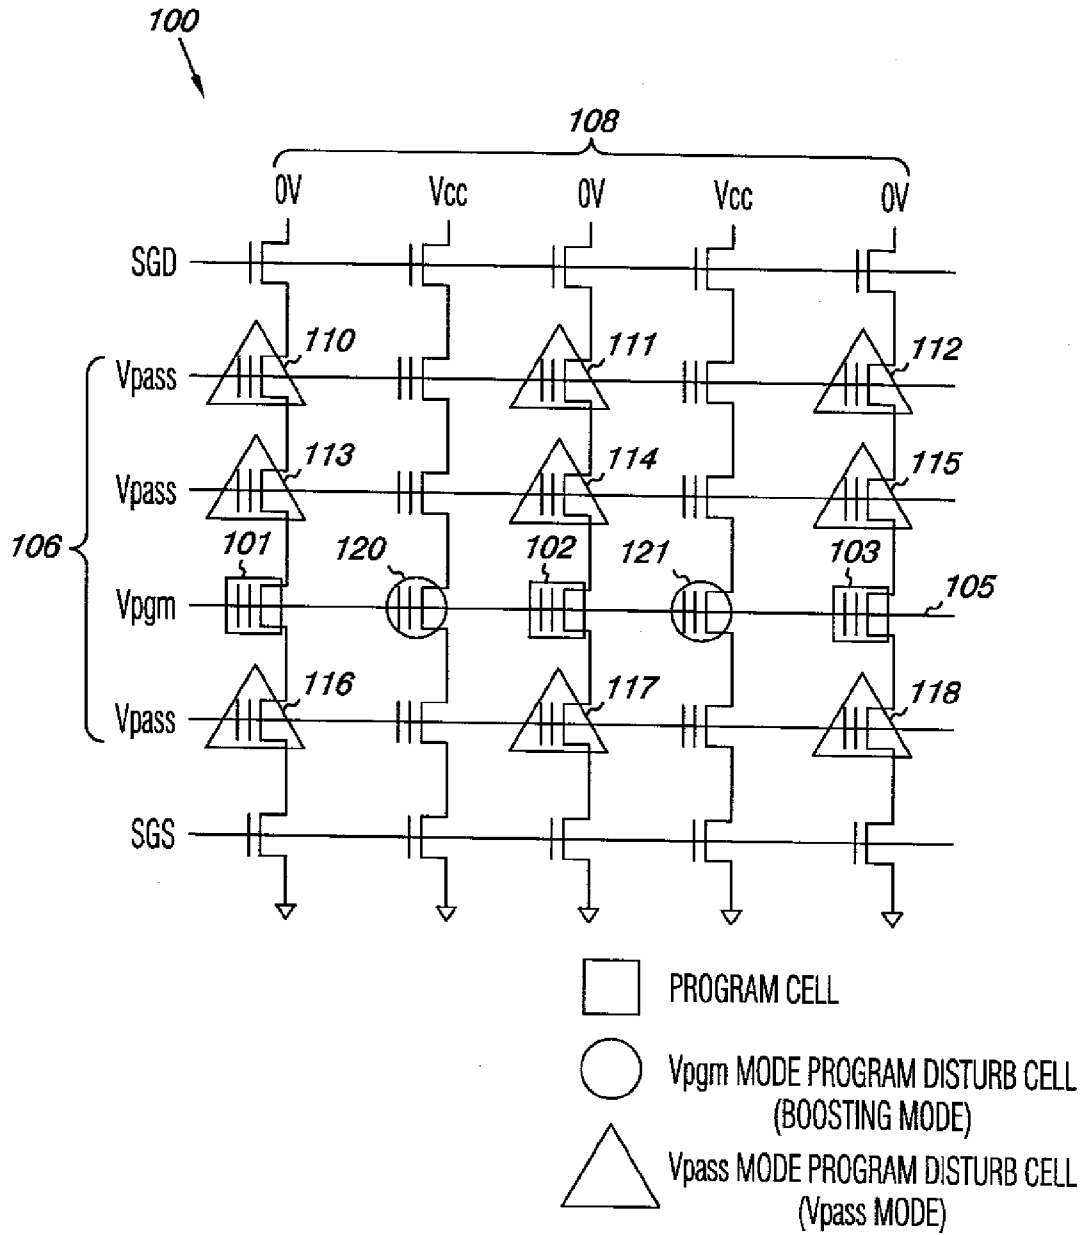 100
108
0V Vcc 0V Vcc 0V
SGD
110 111 112
Vpass
113 114 115
Vpass
106
101 120 102 121 103
Vpgm 105
116 117 118
Vpass
SGS
PROGRAM CELL
Vpgm MODE PROGRAM DISTURB CELL
(BOOSTING MODE)
Vpass MODE PROGRAM DISTURB CELL
(Vpass MODE)